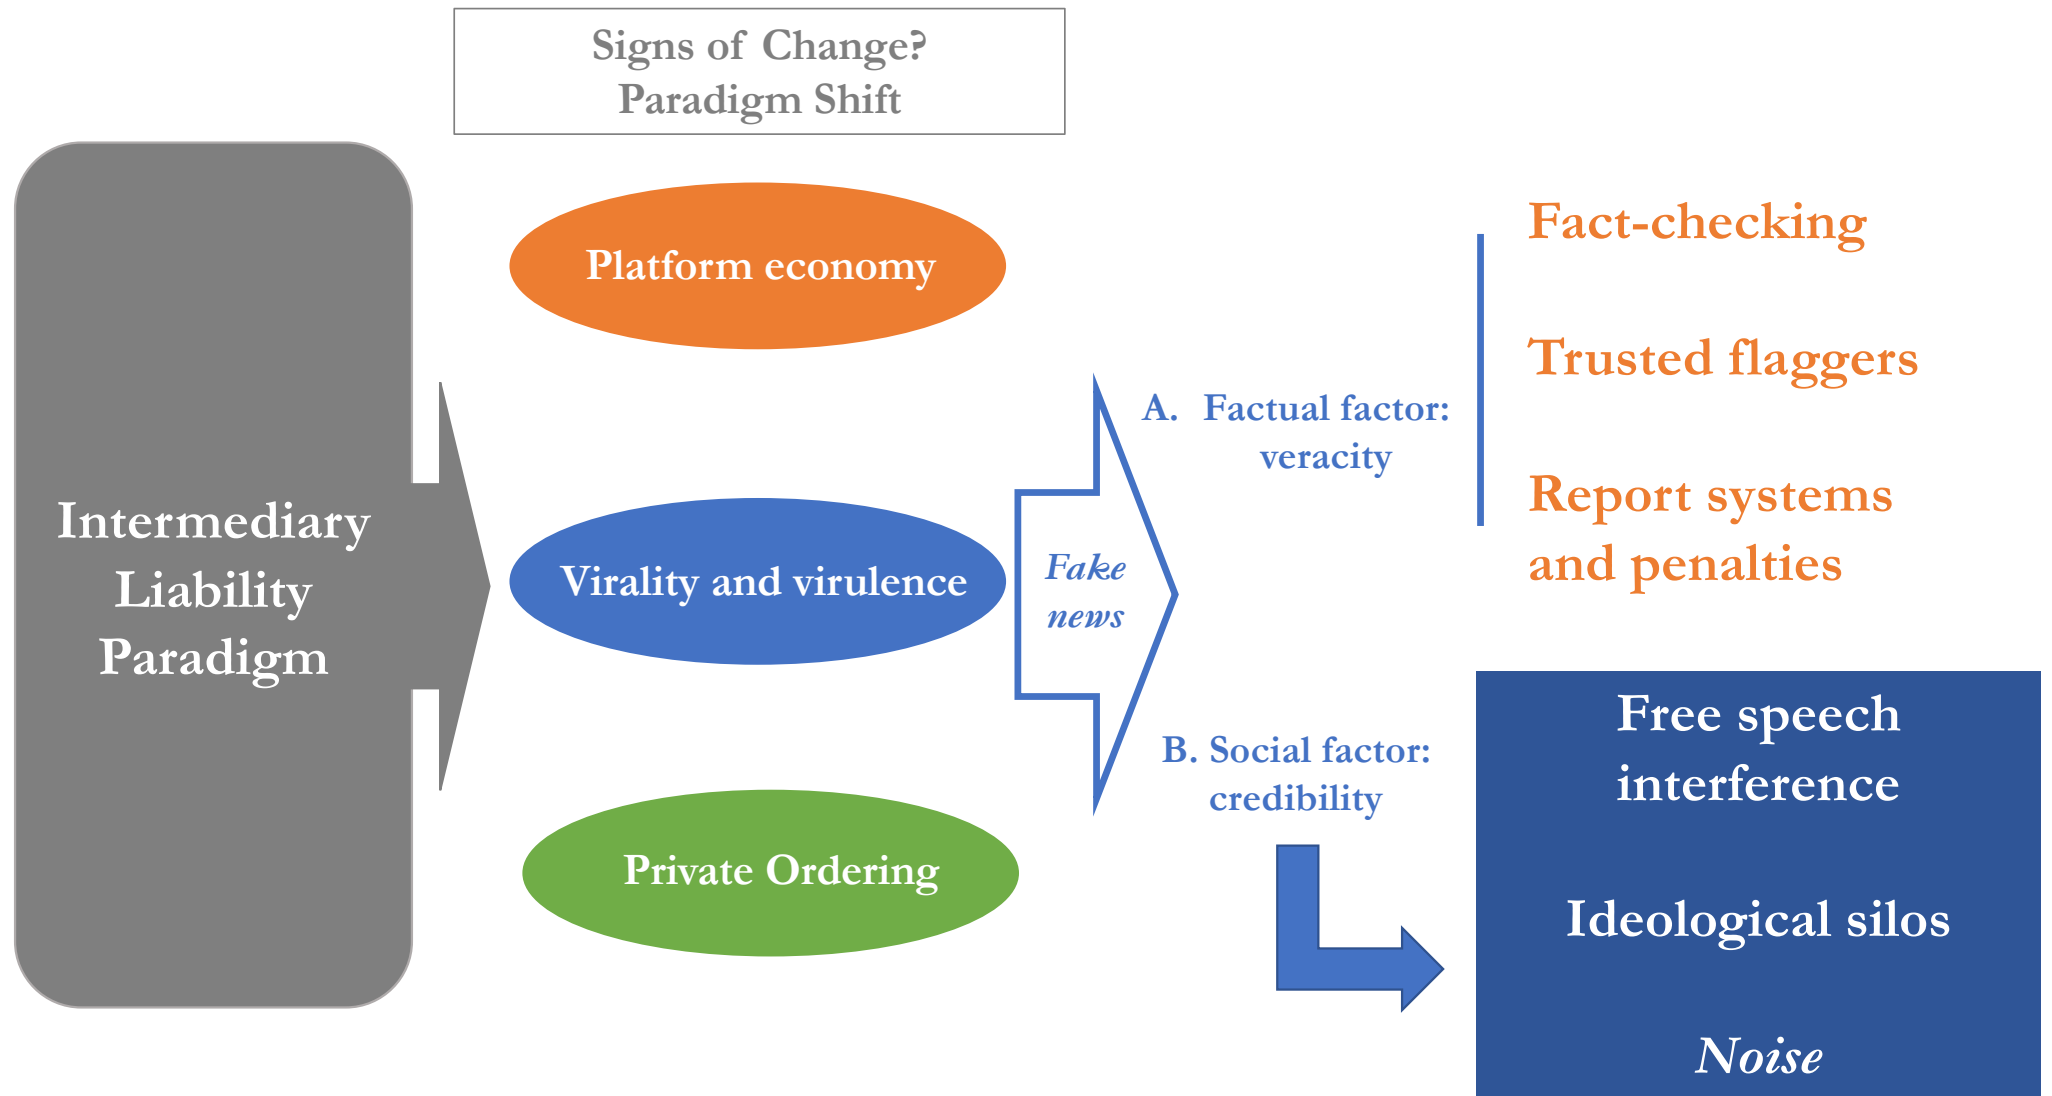 Signs of Change?
Paradigm Shift
Intermediary
Liability
Paradigm
Platform economy
Virality and virulence
Private Ordering
Fake
news
A. Factual factor:
veracity
B. Social factor:
credibility
Fact-checking
Trusted flaggers
Report systems
and penalties
Free speech
interference
Ideological silos
Noise